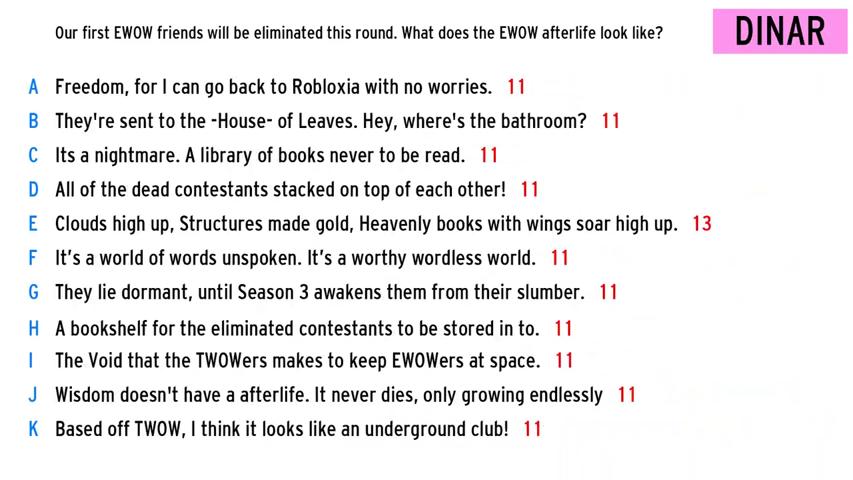 Our first EWOW friends will be eliminated this round. What does the EWOW afterlife look like?
DINAR
A Freedom, for I can go back to Robloxia with no worries. 11
B They're sent to the -House- of Leaves. Hey, where's the bathroom? 11
C Its a nightmare. A library of books never to be read. 11
D All of the dead contestants stacked on top of each other! 11
E Clouds high up, Structures made gold, Heavenly books with wings soar high up. 13
F It’s a world of words unspoken. It’s a worthy wordless world. 11
G They lie dormant, until Season 3 awakens them from their slumber. 11
H A bookshelf for the eliminated contestants to be stored in to. 11
I The Void that the TWOWers makes to keep EWOWers at space. 11
J Wisdom doesn't have a afterlife. It never dies, only growing endlessly 11
K Based off TWOW, I think it looks like an underground club! 11